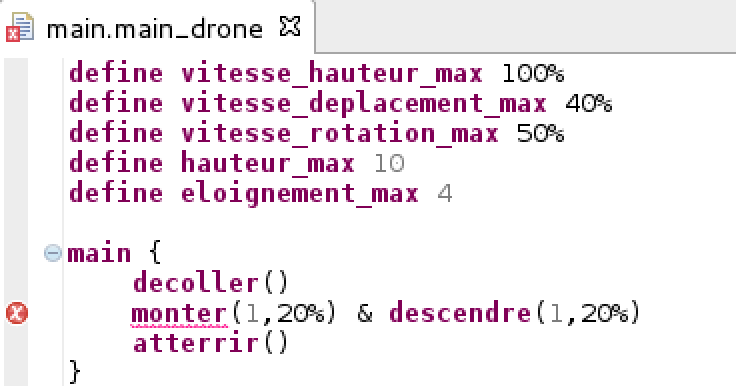 main.main_drone
define vitesse_hauteur_max 100%
define vitesse_deplacement_max 40%
define vitesse_rotation_max 50%
define hauteur_max 10
define eloignement_max 4
main {
decoller()
monter(1,20%) & descendre(1,20%)
atterrir()
}